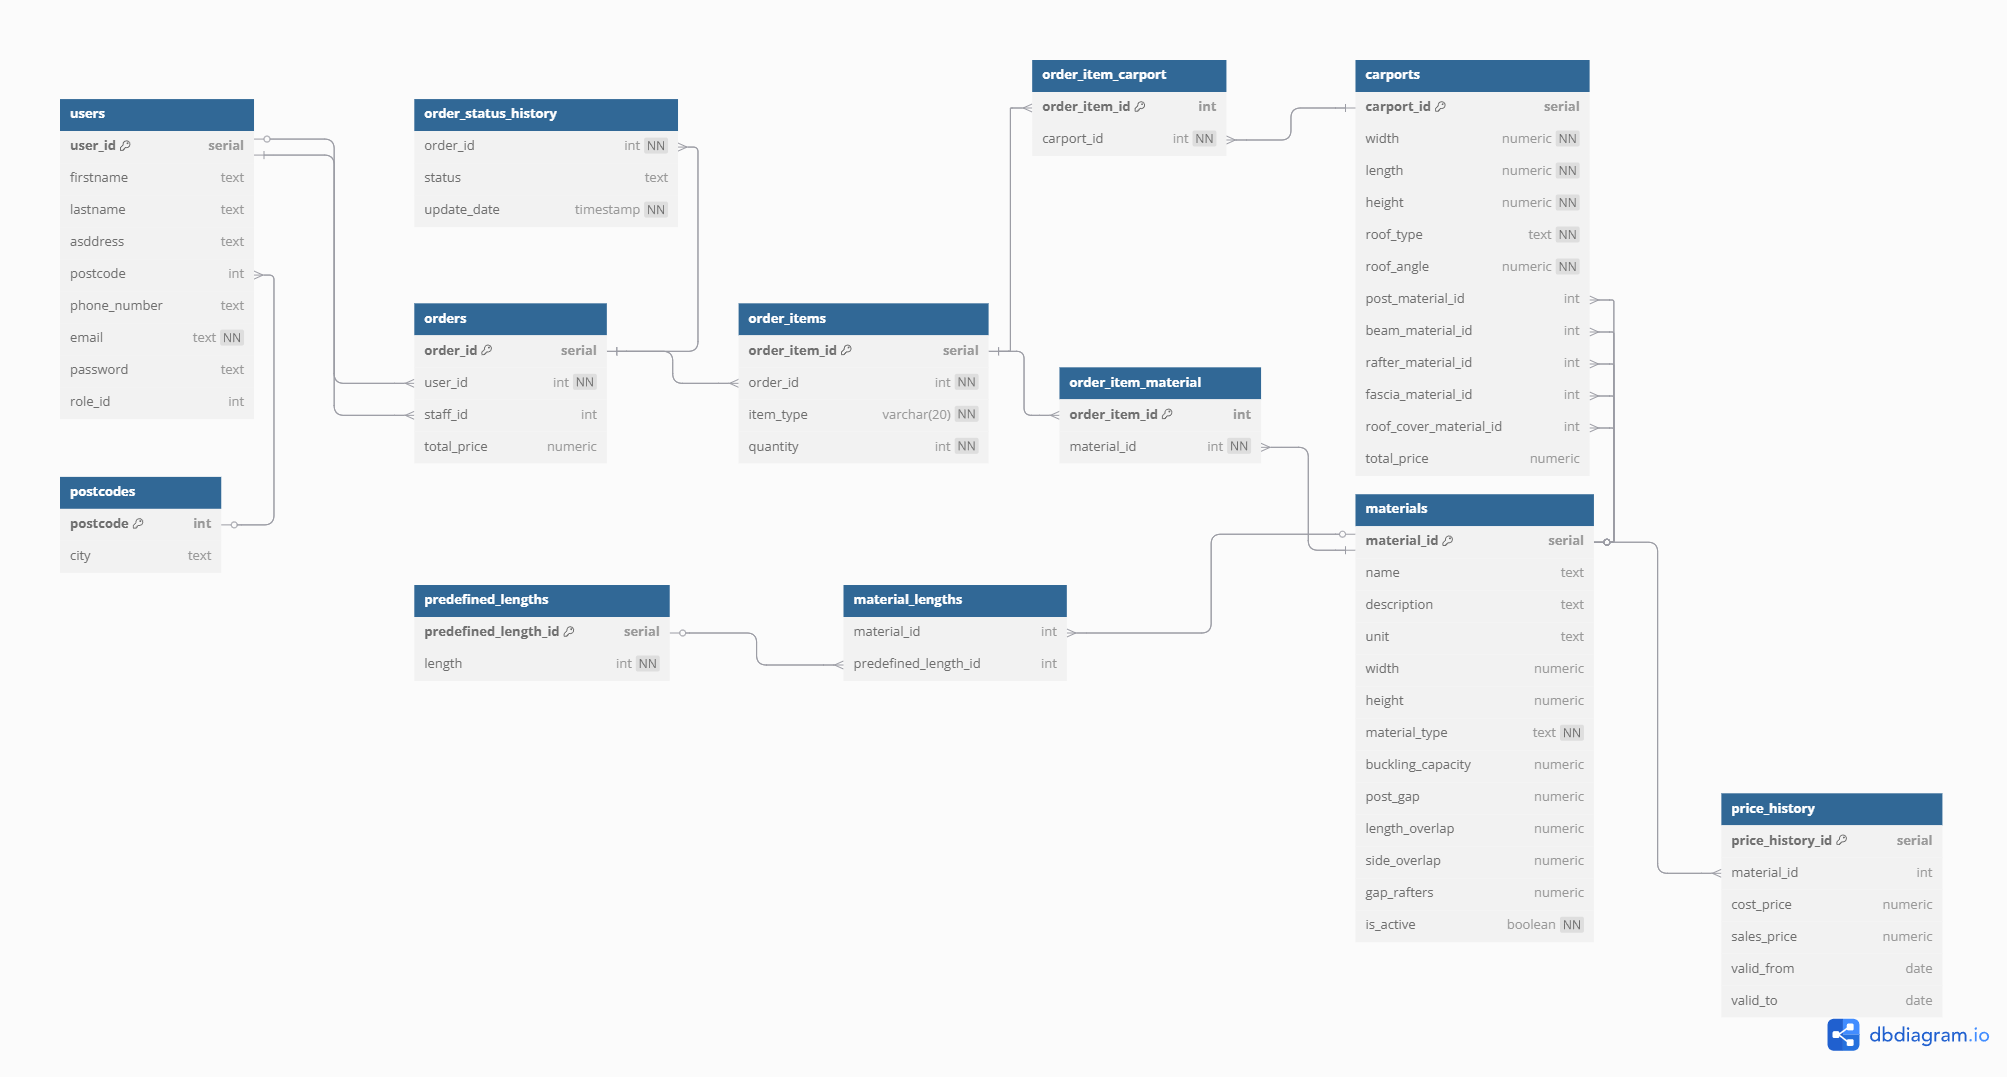 users
user_id serial
firstname text
lastname text
asddress text
postcode int
phone_number text
email text NN
password text
role_id int
postcodes
postcode int
city text
order_status_history
order_id int NN
status text
update_date timestamp NN
orders
order_id serial
user_id int NN
staff_id int
total_price numeric
order_items
order_item_id serial
order_id int NN
item_type varchar(20) NN
quantity int NN
order_item_carport
order_item_id int
carport_id int NN
order_item_material
order_item_id int
material_id int NN
carports
carport_id serial
width numeric NN
length numeric NN
height numeric NN
roof_type text NN
roof_angle numeric NN
post_material_id int
beam_material_id int
rafter_material_id int
fascia_material_id int
roof_cover_material_id int
total_price numeric
predefined_lengths
predefined_length_id serial
length int NN
material_lengths
material_id int
predefined_length_id int
materials
material_id serial
name text
description text
unit text
width numeric
height numeric
material_type text NN
buckling_capacity numeric
post_gap numeric
length_overlap numeric
side_overlap numeric
gap_rafters numeric
is_active boolean NN
price_history
price_history_id serial
material_id int
cost_price numeric
sales_price numeric
valid_from date
valid_to date
dbdiagram.io